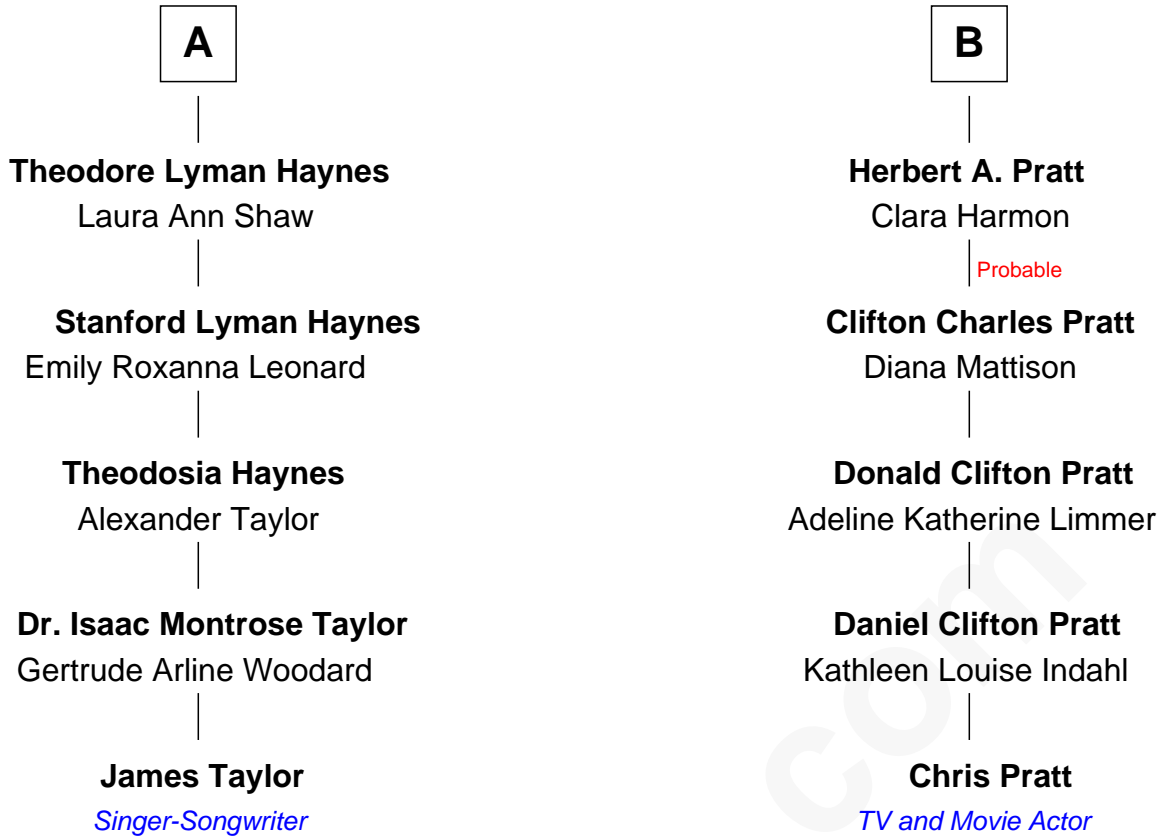 A
Theodore Lyman Haynes
Laura Ann Shaw
Stanford Lyman Haynes
Emily Roxanna Leonard
Theodosia Haynes
Alexander Taylor
Dr. Isaac Montrose Taylor
Gertrude Arline Woodard
James Taylor
Singer-Songwriter
B
Herbert A. Pratt
Clara Harmon
Probable
Clifton Charles Pratt
Diana Mattison
Donald Clifton Pratt
Adeline Katherine Limmer
Daniel Clifton Pratt
Kathleen Louise Indahl
Chris Pratt
TV and Movie Actor
com